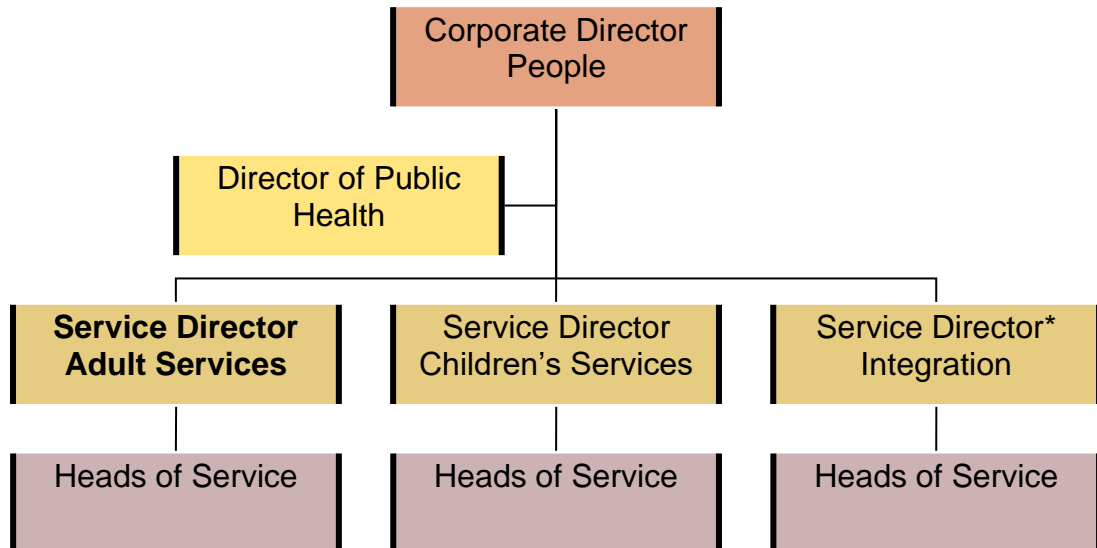 Corporate Director
People
Director of Public
Health
Service Director
Adult Services
Service Director
Children’s Services
Service Director*
Integration
Heads of Service
Heads of Service
Heads of Service